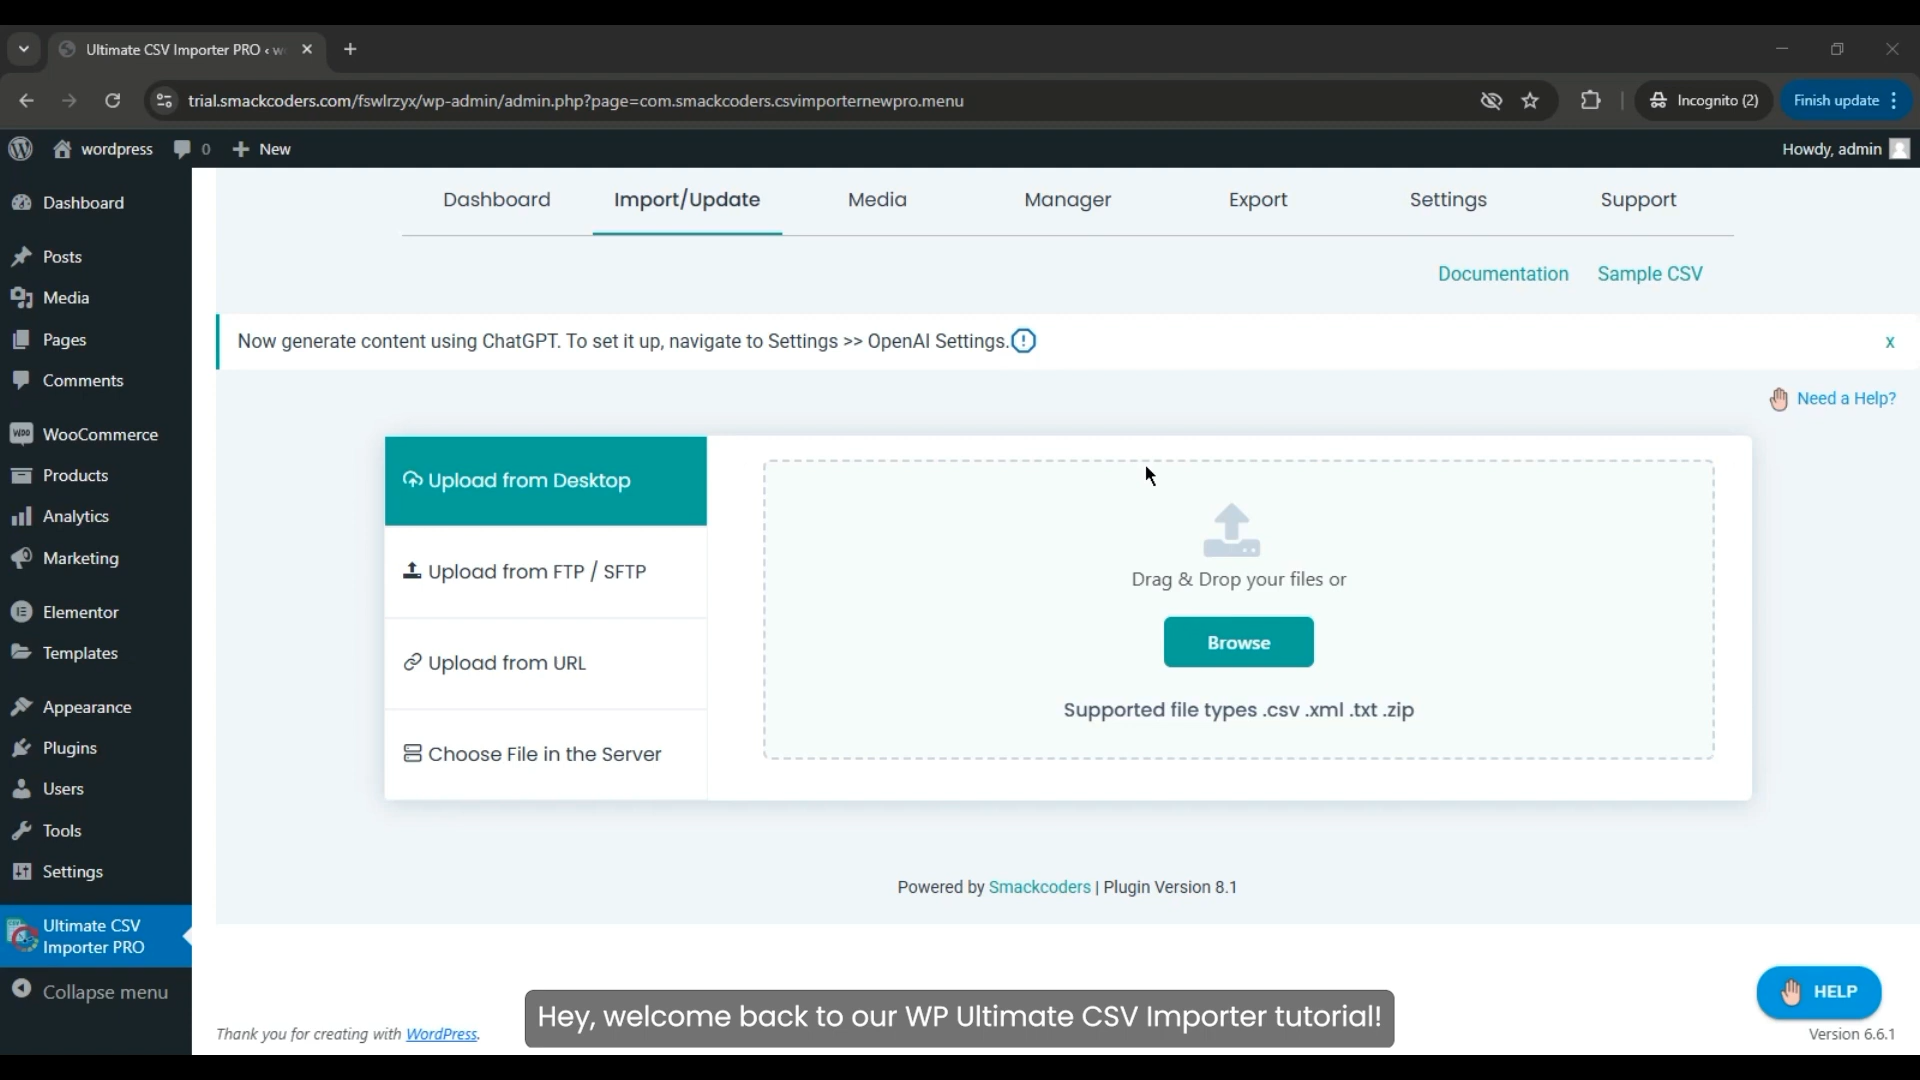 Ultimate CSV Importer PRO ‹ w
trial.smackcoders.com/fswlrzyx/wp-admin/admin.php?page=com.smackcoders.csvimporternewpro.menu
Incognito (2)
Finish update
wordpress
0
New
Howdy, admin
Dashboard
Posts
Media
Pages
Comments
WooCommerce
Products
Analytics
Marketing
Elementor
Templates
Appearance
Plugins
Users
Tools
Settings
Ultimate CSV
Importer PRO
Collapse menu
Dashboard
Import/Update
Media
Manager
Export
Settings
Support
Documentation
Sample CSV
Now generate content using ChatGPT. To set it up, navigate to Settings >> OpenAI Settings.
x
Need a Help?
Upload from Desktop
Upload from FTP / SFTP
Upload from URL
Choose File in the Server
Drag & Drop your files or
Browse
Supported file types .csv .xml .txt .zip
Powered by Smackcoders | Plugin Version 8.1
HELP
Hey, welcome back to our WP Ultimate CSV Importer tutorial!
Thank you for creating with WordPress.
Version 6.6.1